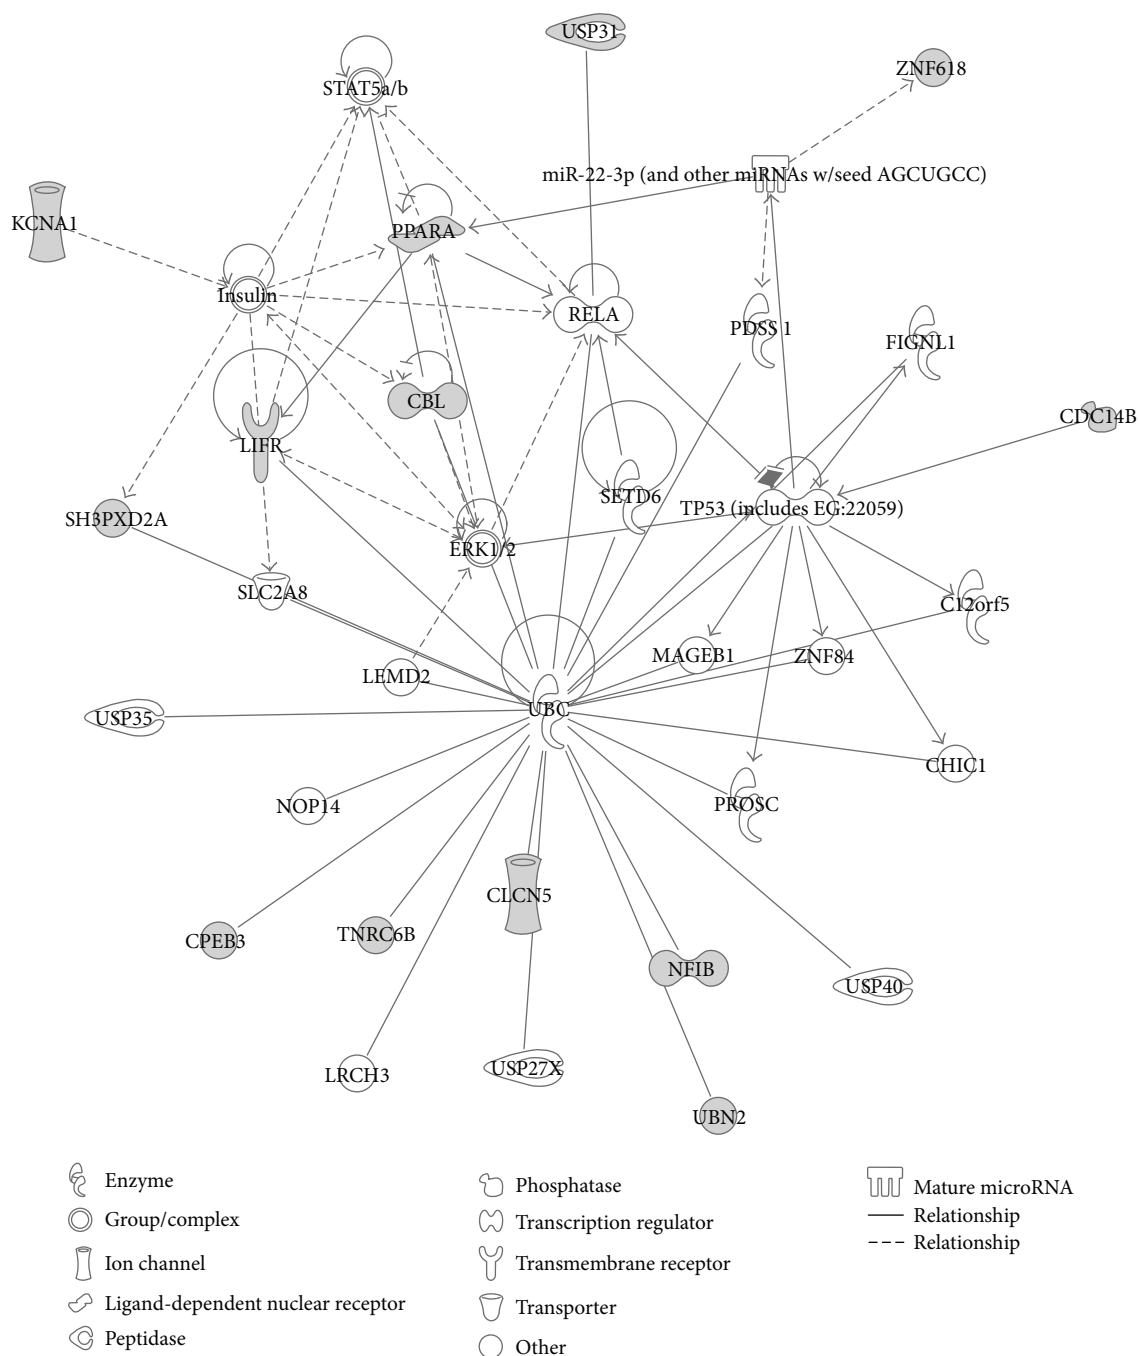 USP31
STAT5a/b
ZNF618
miR-22-3p (and other miRNAs w/seed AGCUGCC)
KCNA1
PPARA
Insulin
RELA
PDSS 1
FIGNL1
CBL
CDC14B
LIFR
SETD6
TP53 (includes EG:22059)
SH3PXD2A
ERK1/2
SLC2A8
C12orf5
MAGEB1
ZNF84
LEMD2
UBC
USP35
CHIC1
NOP14
PROSC
CLCN5
CPEB3
TNRC6B
NFIB
USP40
LRCH3
USP27X
UBN2
Enzyme
Group/complex
Ion channel
Ligand-dependent nuclear receptor
Peptidase
Phosphatase
Transcription regulator
Transmembrane receptor
Transporter
Other
Mature microRNA
Relationship
Relationship